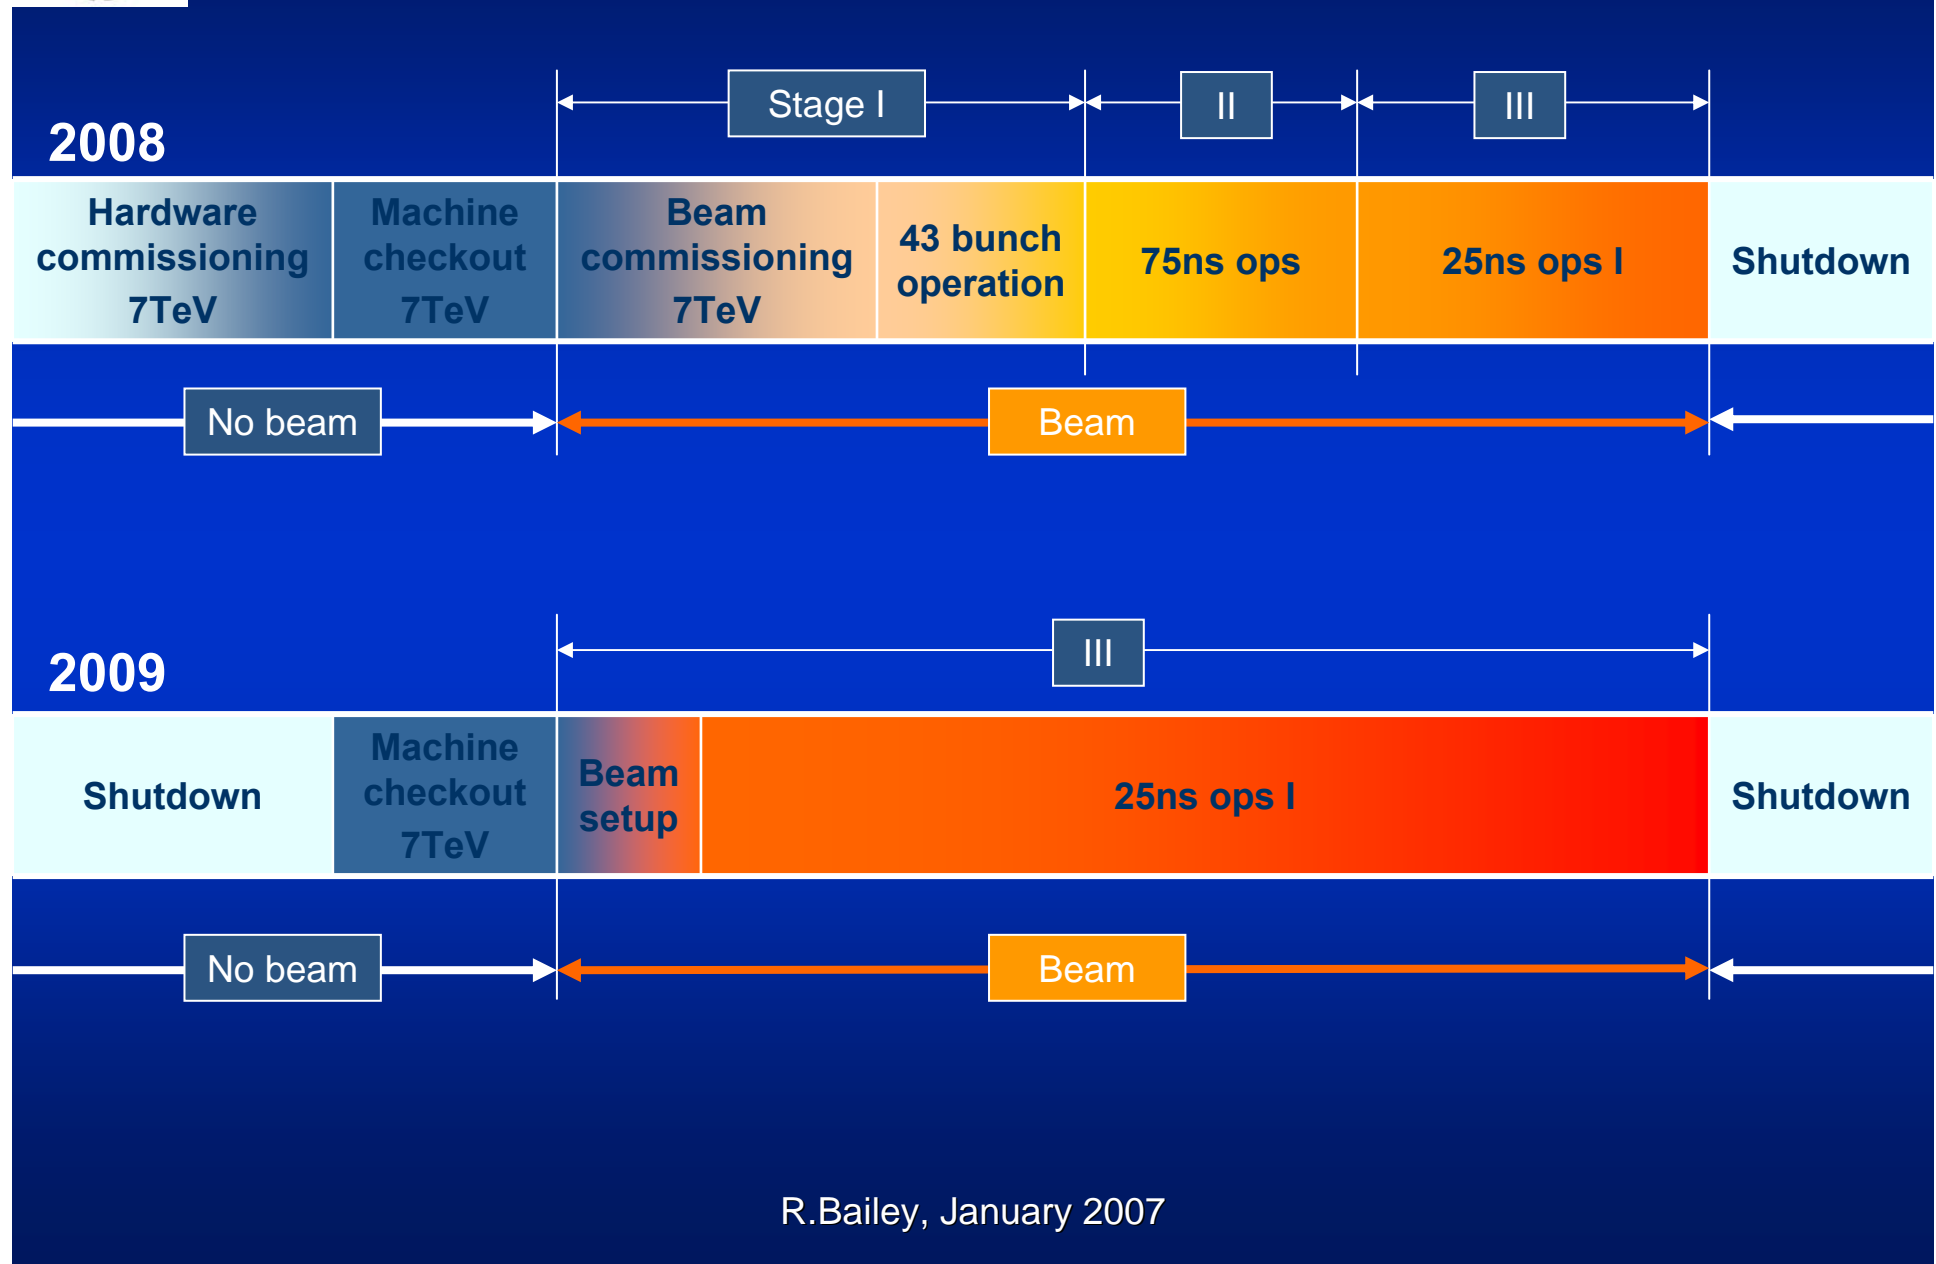 Stage I
II
III
2008
Hardware
commissioning
7TeV
Machine
checkout
7TeV
Beam
commissioning
7TeV
43 bunch
operation
75ns ops
25ns ops I
Shutdown
No beam
Beam
III
2009
Shutdown
Machine
checkout
7TeV
Beam
setup
25ns ops I
Shutdown
No beam
Beam
R.Bailey, January 2007